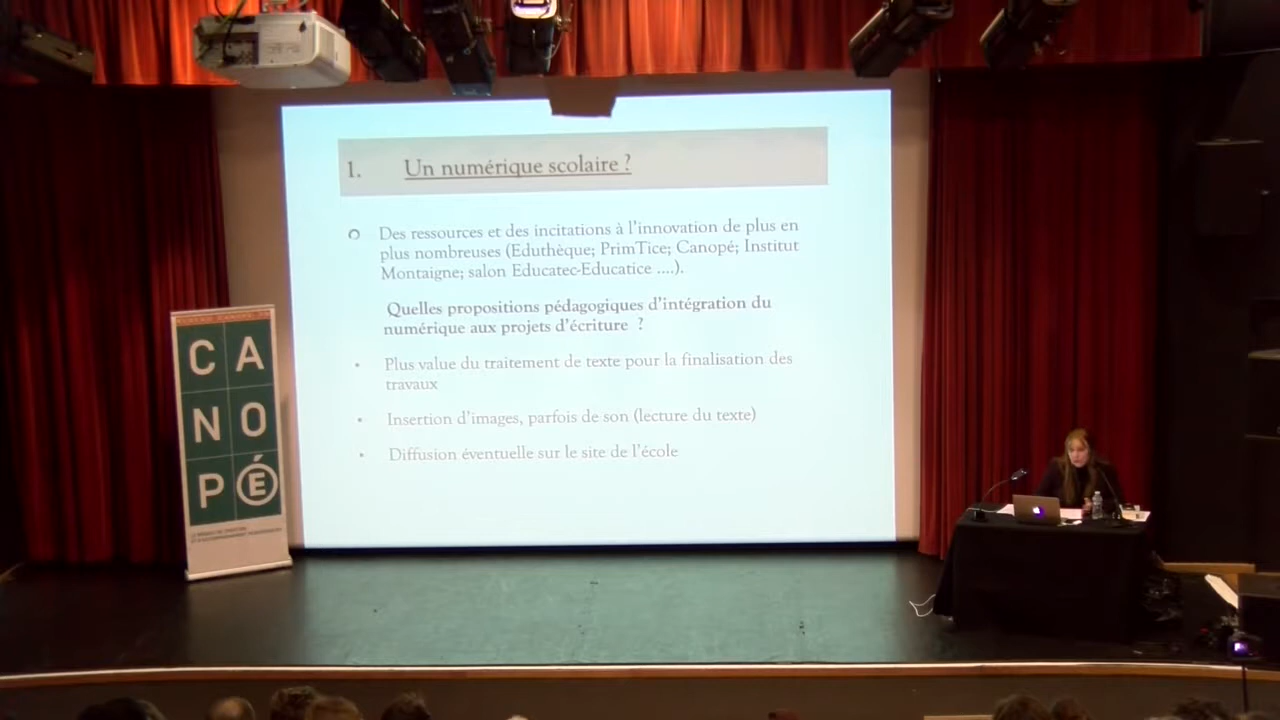 1. Un numérique scolaire ?
Des ressources et des incitations à l'innovation de plus en
plus nombreuses (Eduthèque; PrimTice; Canopé; Institut
Montaigne; salon Educatec-Educatice ....).
Quelles propositions pédagogiques d'intégration du
numérique aux projets d'écriture ?
• Plus value du traitement de texte pour la finalisation des
travaux
• Insertion d'images, parfois de son (lecture du texte)
• Diffusion éventuelle sur le site de l'école
CA
NO
PÉ